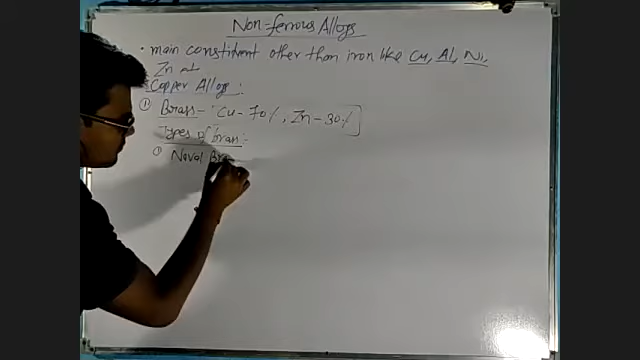 Non-ferrous Alloys
• main constituent other than iron like Cu, Al, Ni,
Zn etc
Copper Alloys:
① Brass - Cu - 70%, Zn - 30%]
Types of brass:-
① Naval Br